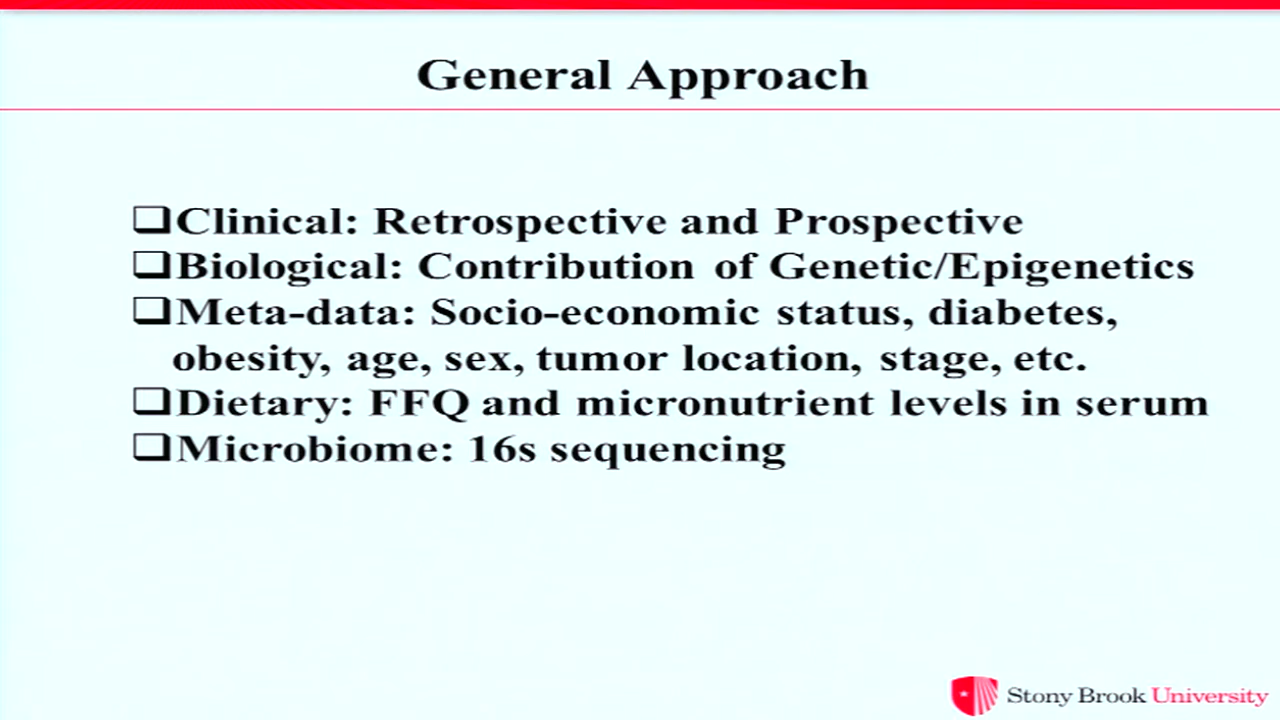 General Approach
❑Clinical: Retrospective and Prospective
❑Biological: Contribution of Genetic/Epigenetics
❑Meta-data: Socio-economic status, diabetes,
obesity, age, sex, tumor location, stage, etc.
❑Dietary: FFQ and micronutrient levels in serum
❑Microbiome: 16s sequencing
Stony Brook University